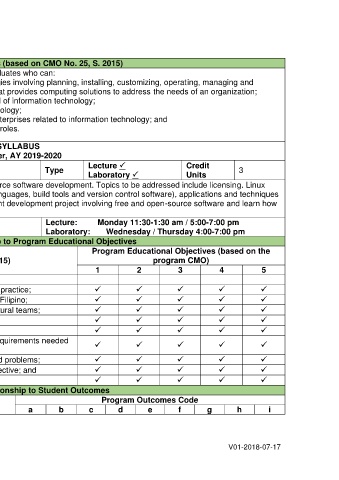 (based on CMO No. 25, S. 2015)
duates who can:
ies involving planning, installing, customizing, operating, managing and
at provides computing solutions to address the needs of an organization;
d of information technology;
ology;
terprises related to information technology; and
roles.
SYLLABUS
er, AY 2019-2020
Type Lecture ✓ Laboratory ✓ Credit Units 3
rce software development. Topics to be addressed include licensing, Linux
nguages, build tools and version control software), applications and techniques
nt development project involving free and open-source software and learn how
Lecture: Monday 11:30-1:30 am / 5:00-7:00 pm
Laboratory: Wednesday / Thursday 4:00-7:00 pm
p to Program Educational Objectives
15) Program Educational Objectives (based on the program CMO)
1 2 3 4 5
practice; ✓ ✓ ✓ ✓ ✓
Filipino; ✓ ✓ ✓ ✓ ✓
tural teams; ✓ ✓ ✓ ✓ ✓
✓ ✓ ✓ ✓ ✓
✓ ✓ ✓ ✓ ✓
quirements needed ✓ ✓ ✓ ✓ ✓
d problems; ✓ ✓ ✓ ✓ ✓
ective; and ✓ ✓ ✓ ✓ ✓
✓ ✓ ✓ ✓ ✓
onship to Student Outcomes
Program Outcomes Code
a b c d e f g h i
V01-2018-07-17